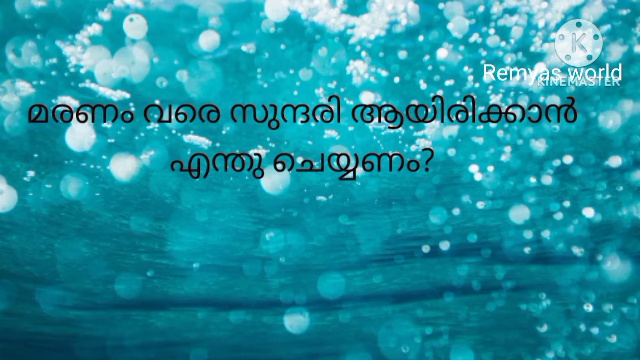 K
Remyas world
KINEMASTER
മരണം വരെ സുന്ദരി ആയിരിക്കാൻ
എന്തു ചെയ്യണം?